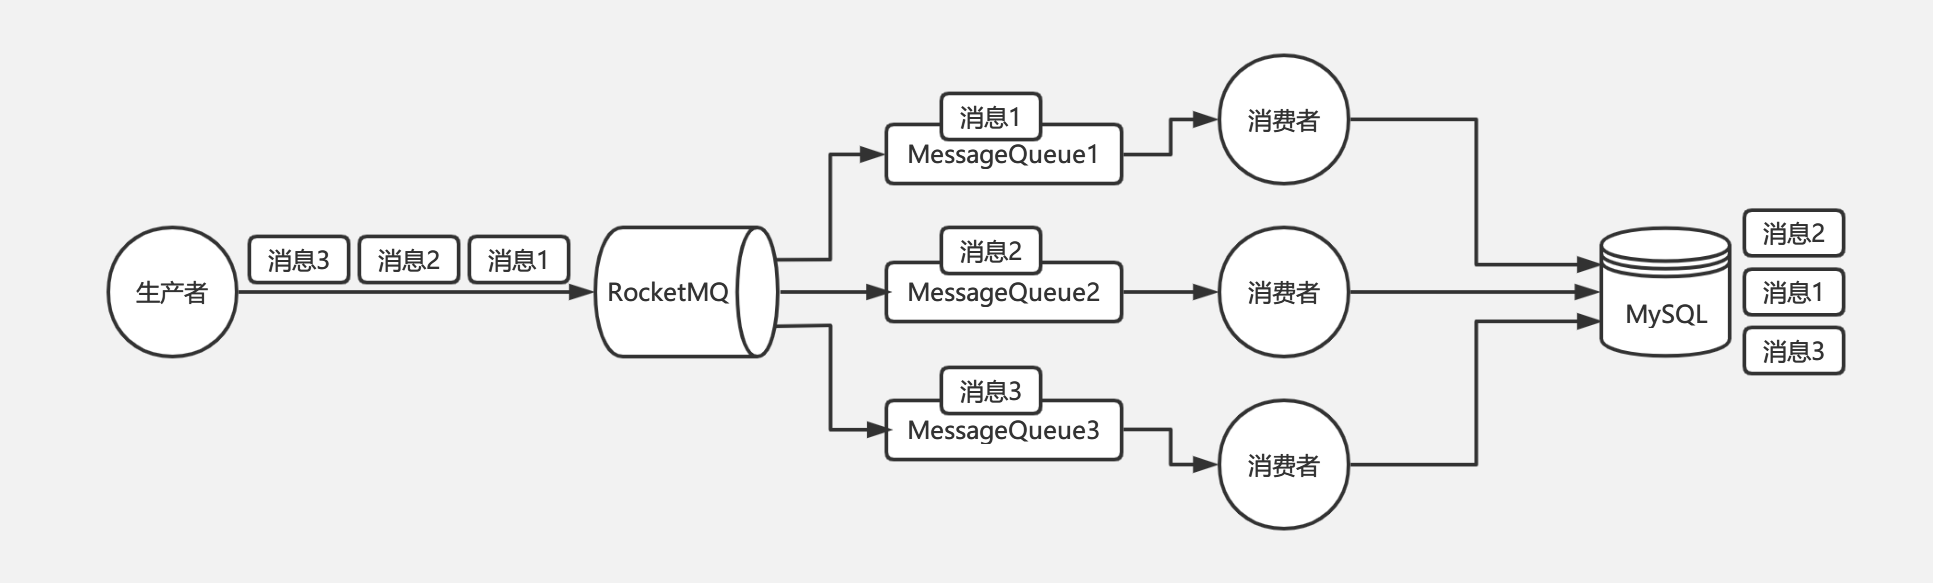 生产者
消息3
消息2
消息1
RocketMQ
消息1
MessageQueue1
消息2
MessageQueue2
消息3
MessageQueue3
消费者
消费者
消费者
MySQL
消息2
消息1
消息3